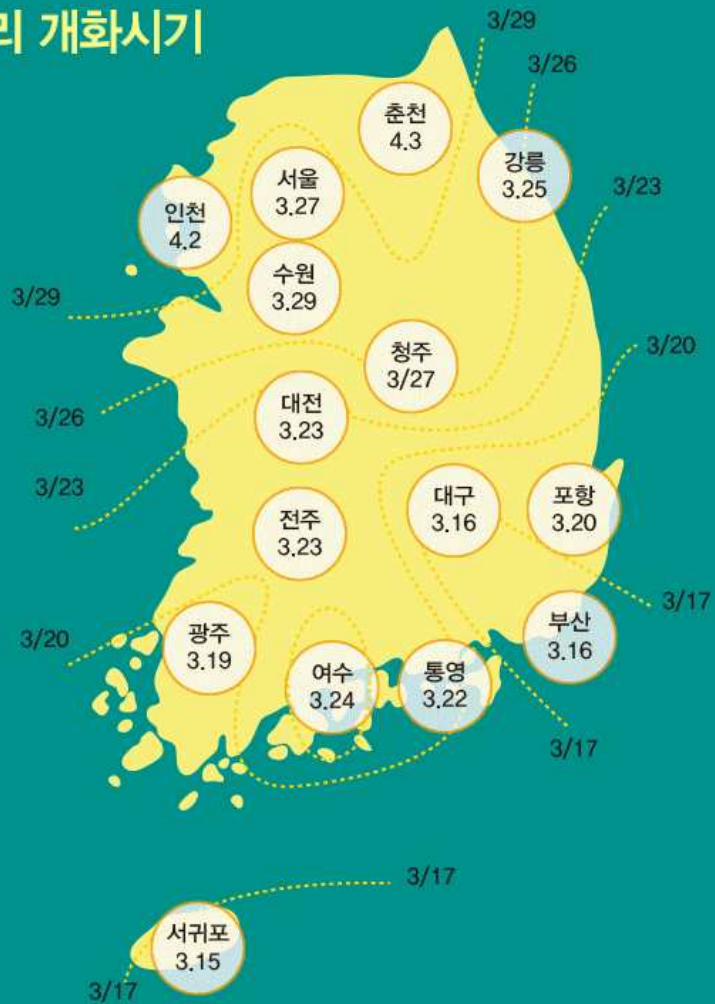 리 개화시기
3/29
3/26
춘천
4.3
강릉
3.25
서울
3.27
3/23
인천
4.2
수원
3.29
3/29
청주
3/27
3/20
대전
3.23
3/26
3/23
대구
3.16
포항
3.20
전주
3.23
3/17
부산
3.16
광주
3.19
3/20
여수
3.24
통영
3.22
3/17
3/17
서귀포
3.15
3/17